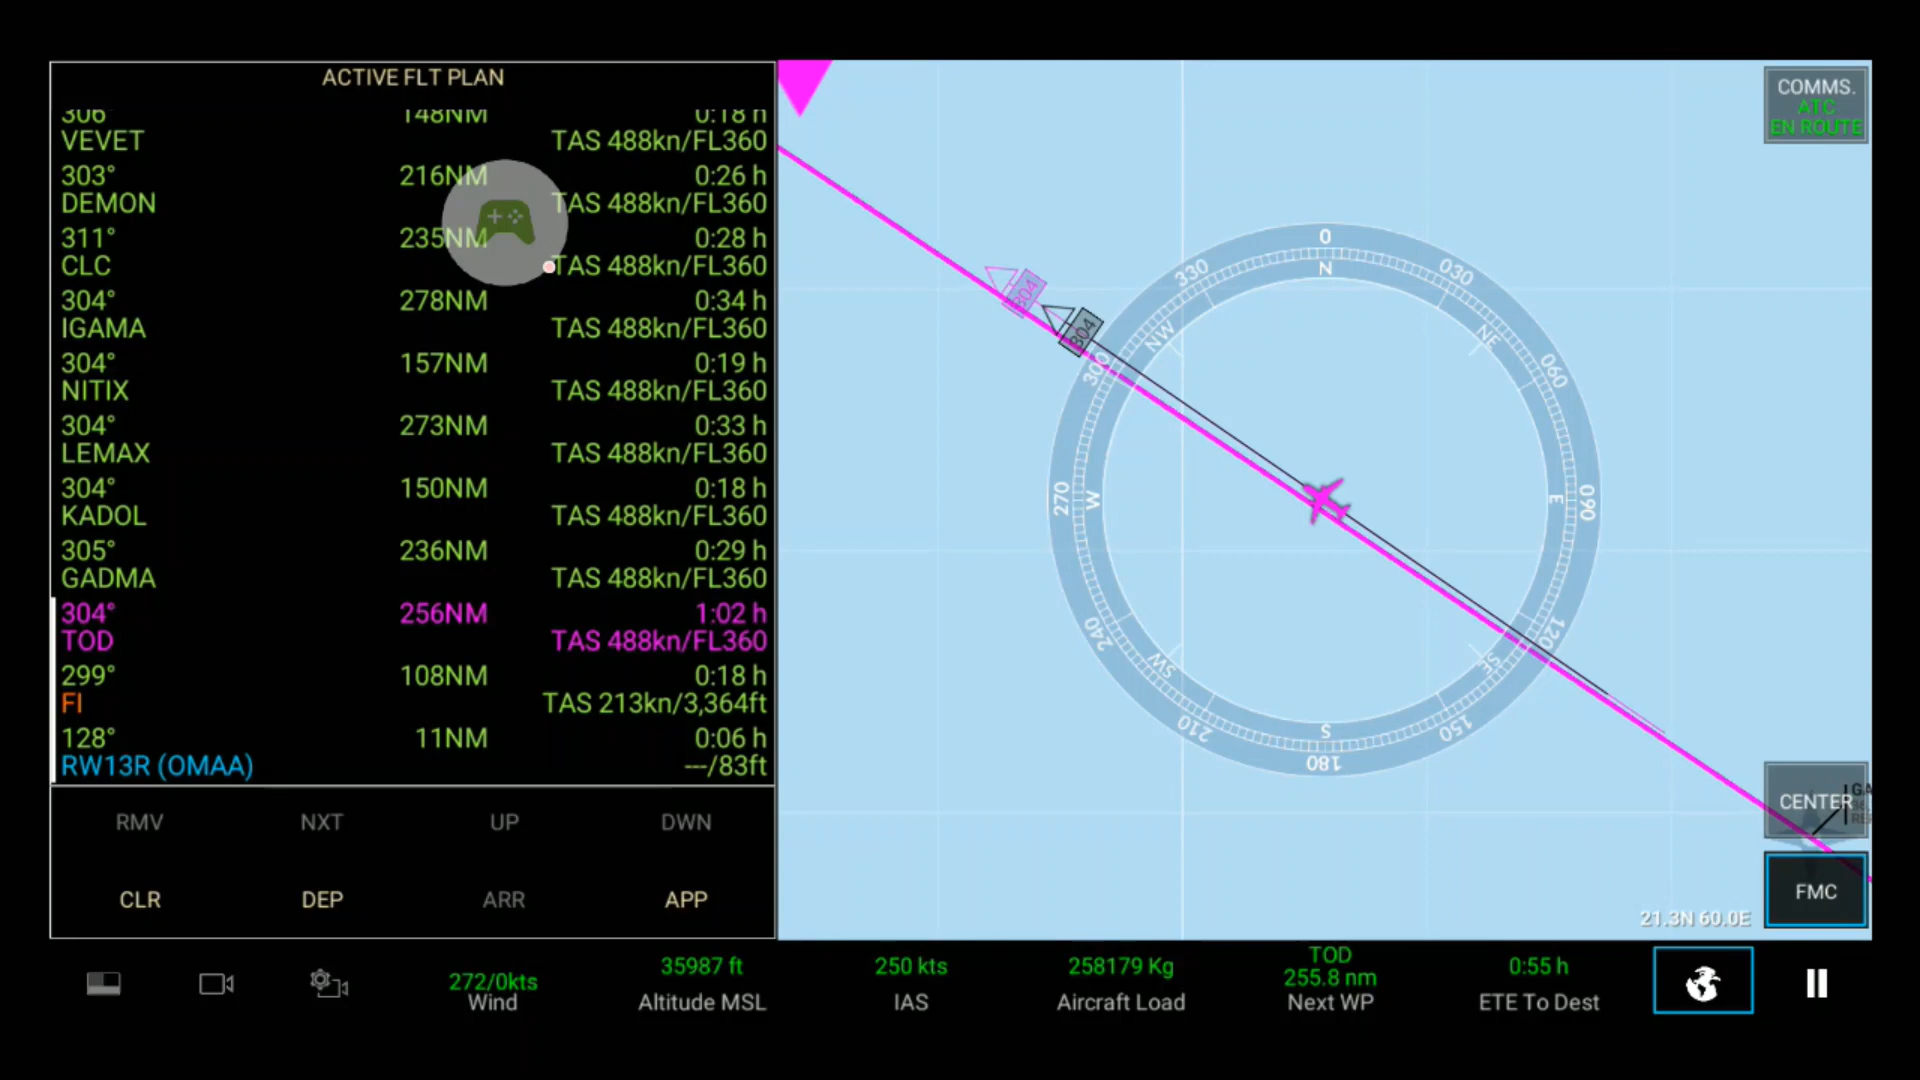 ACTIVE FLT PLAN
306° 148NM 0:18 h
VEVET TAS 488kn/FL360
303° 216NM 0:26 h
DEMON TAS 488kn/FL360
311° 235NM 0:28 h
CLC TAS 488kn/FL360
304° 278NM 0:34 h
IGAMA TAS 488kn/FL360
304° 157NM 0:19 h
NITIX TAS 488kn/FL360
304° 273NM 0:33 h
LEMAX TAS 488kn/FL360
304° 150NM 0:18 h
KADOL TAS 488kn/FL360
305° 236NM 0:29 h
GADMA TAS 488kn/FL360
304° 256NM 1:02 h
TOD TAS 488kn/FL360
299° 108NM 0:18 h
FI TAS 213kn/3,364ft
128° 11NM 0:06 h
RW13R (OMAA) ---/83ft
RMV NXT UP DWN
CLR DEP ARR APP
COMMS.
ATC
EN ROUTE
304
304
0
N
330
030
NW
NE
300
060
270
W
E
090
240
120
SW
SE
210
150
S
180
CENTER
FMC
21.3N 60.0E
272/0kts
Wind
35987 ft
Altitude MSL
250 kts
IAS
258179 Kg
Aircraft Load
TOD
255.8 nm
Next WP
0:55 h
ETE To Dest